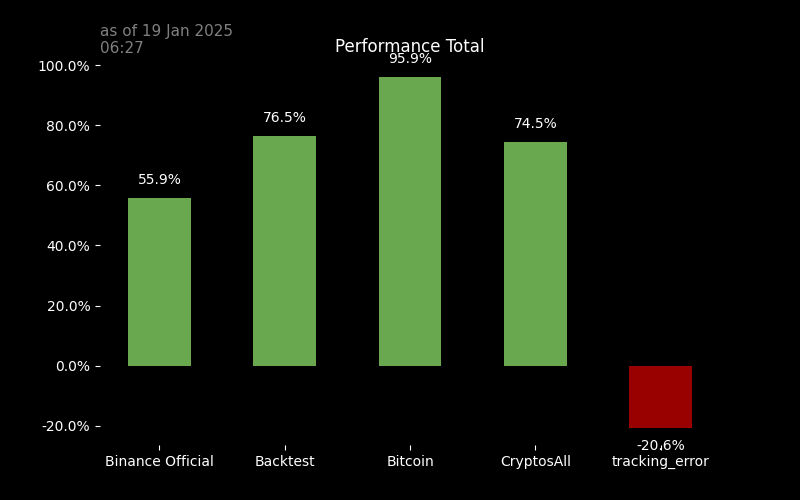 as of 19 Jan 2025
06:27
Performance Total
100.0%
80.0%
60.0%
40.0%
20.0%
0.0%
-20.0%
55.9%
76.5%
95.9%
74.5%
-20.6%
Binance Official
Backtest
Bitcoin
CryptosAll
tracking_error